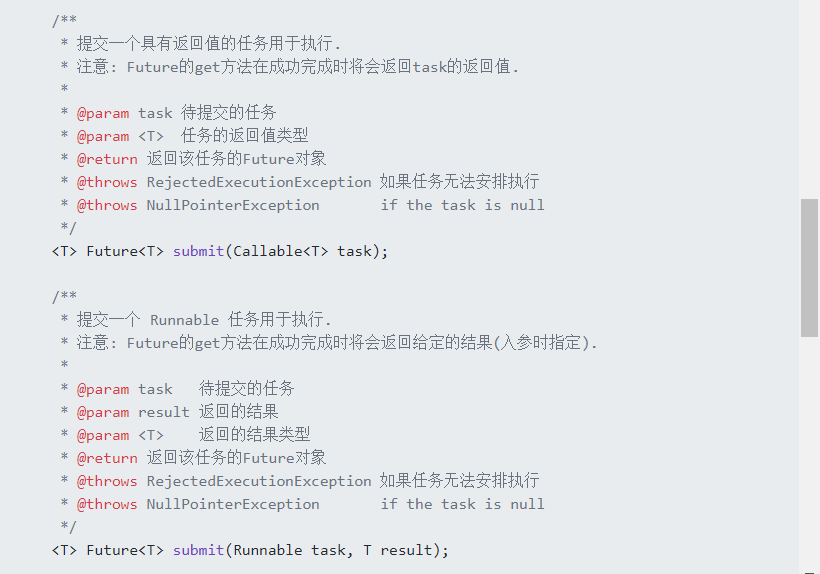 /**
 * 提交一个具有返回值的任务用于执行.
 * 注意: Future的get方法在成功完成时将会返回task的返回值.
 *
 * @param task 待提交的任务
 * @param <T>  任务的返回值类型
 * @return 返回该任务的Future对象
 * @throws RejectedExecutionException 如果任务无法安排执行
 * @throws NullPointerException       if the task is null
 */
<T> Future<T> submit(Callable<T> task);

/**
 * 提交一个 Runnable 任务用于执行.
 * 注意: Future的get方法在成功完成时将会返回给定的结果(入参时指定).
 *
 * @param task   待提交的任务
 * @param result 返回的结果
 * @param <T>    返回的结果类型
 * @return 返回该任务的Future对象
 * @throws RejectedExecutionException 如果任务无法安排执行
 * @throws NullPointerException       if the task is null
 */
<T> Future<T> submit(Runnable task, T result);